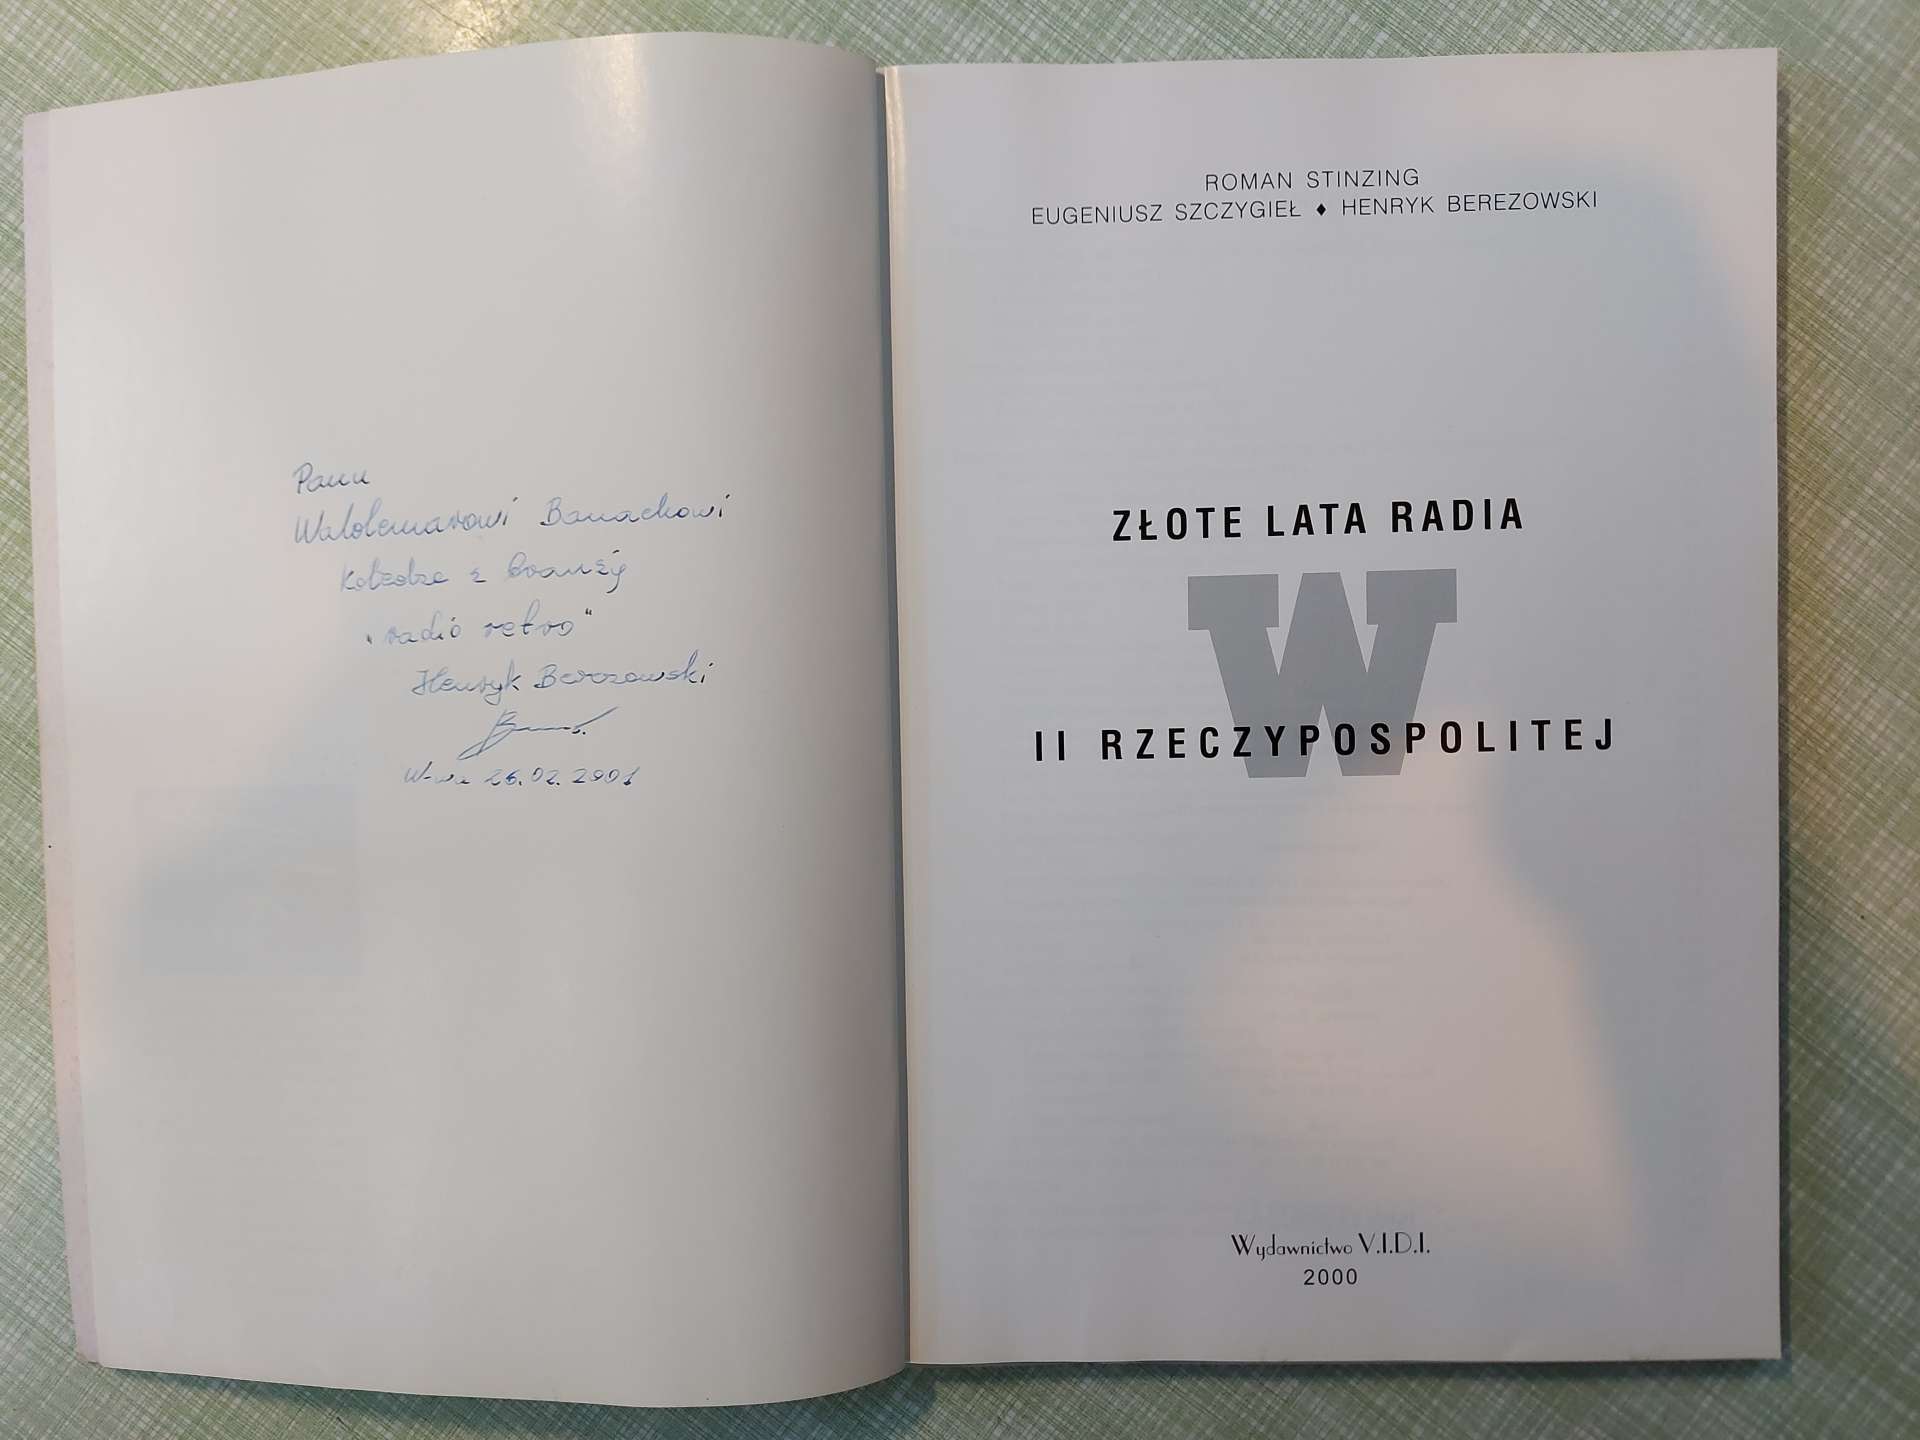 Panu
Waldemarowi Banachowi
Koledze z branży
"radio retro"
Henryk Berezowski
W-wa 26.02.2001
ROMAN STINZING
EUGENIUSZ SZCZYGIEŁ ♦ HENRYK BEREZOWSKI
ZŁOTE LATA RADIA
W
II RZECZYPOSPOLITEJ
Wydawnictwo V.I.D.I.
2000